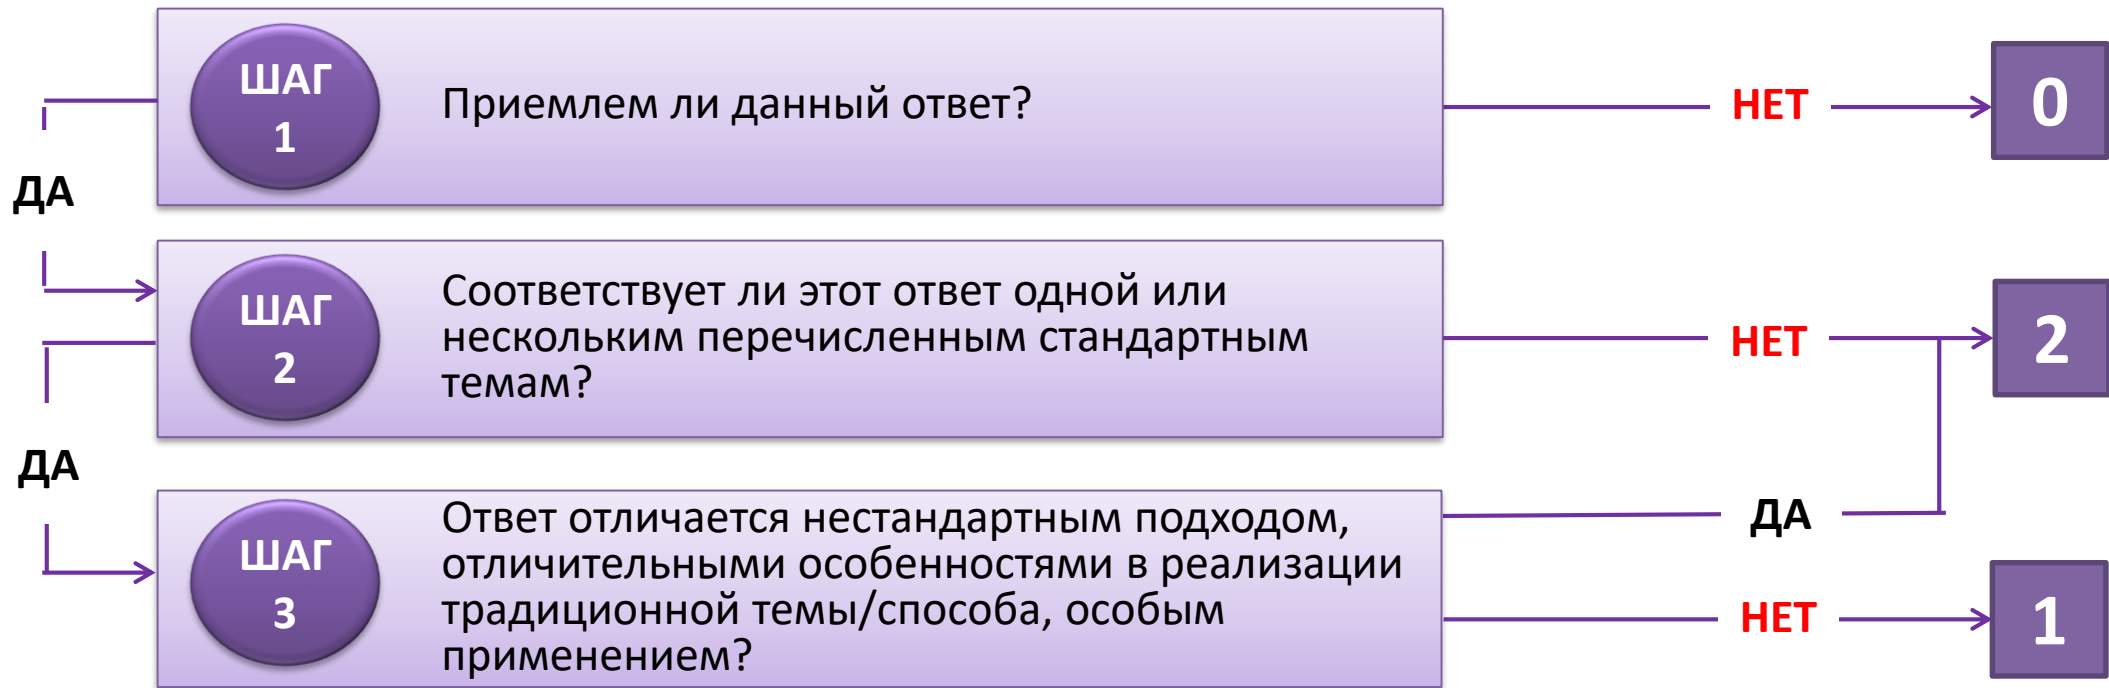 ШАГ
1
Приемлем ли данный ответ?
НЕТ
0
ДА
ШАГ
2
Соответствует ли этот ответ одной или
нескольким перечисленным стандартным
темам?
НЕТ
2
ДА
ШАГ
3
Ответ отличается нестандартным подходом,
отличительными особенностями в реализации
традиционной темы/способа, особым
применением?
ДА
НЕТ
1